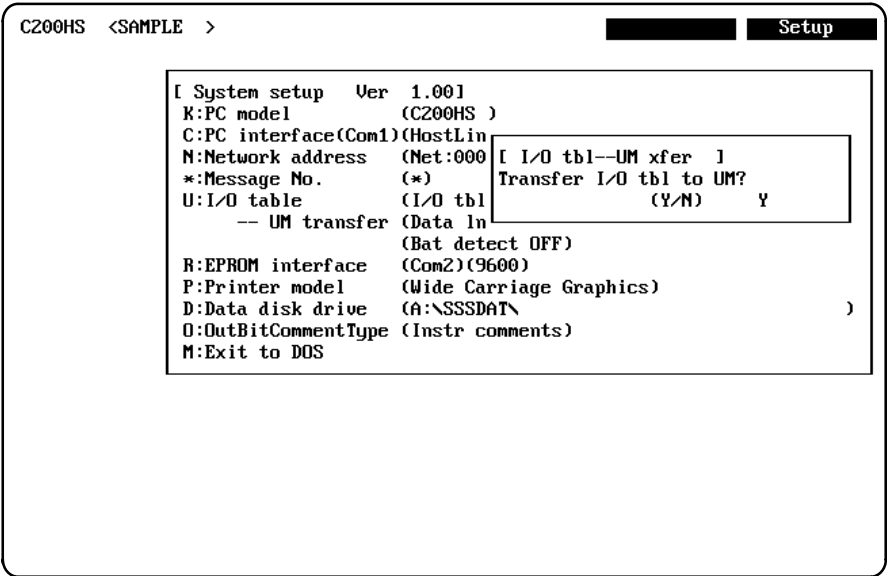 C200HS <SAMPLE >
Setup
[ System setup Ver 1.00]
K:PC model (C200HS )
C:PC interface(Com1)(HostLin
N:Network address (Net:000
*:Message No. (*)
U:I/O table (I/O tbl
-- UM transfer (Data ln
(Bat detect OFF)
R:EPROM interface (Com2)(9600)
P:Printer model (Wide Carriage Graphics)
D:Data disk drive (A:\SSSDAT\ )
O:OutBitCommentType (Instr comments)
M:Exit to DOS
[ I/O tbl--UM xfer ]
Transfer I/O tbl to UM?
(Y/N) Y